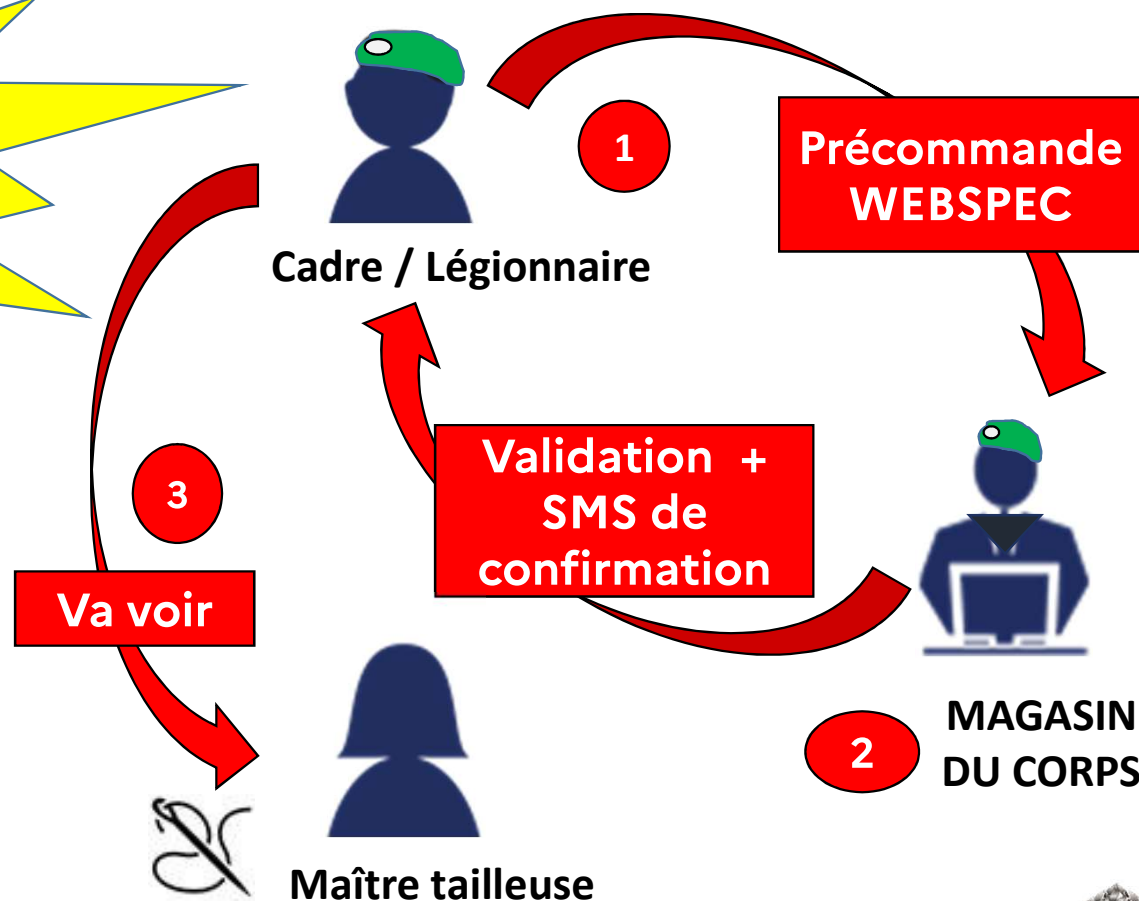 1
Précommande
WEBSPEC
Cadre / Légionnaire
Validation +
SMS de
confirmation
3
Va voir
2
MAGASIN
DU CORPS
Maître tailleuse